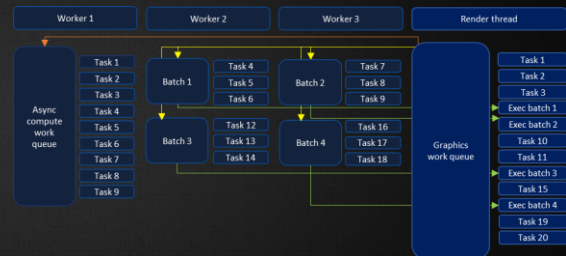 Worker 1
Worker 2
Worker 3
Render thread
Async
compute
work
queue
Task 1
Task 2
Task 3
Task 4
Task 5
Task 6
Task 7
Task 8
Task 9
Batch 1
Task 4
Task 5
Task 6
Batch 3
Task 12
Task 13
Task 14
Batch 2
Task 7
Task 8
Task 9
Batch 4
Task 16
Task 17
Task 18
Graphics
work queue
Task 1
Task 2
Task 3
Exec batch 1
Exec batch 2
Task 10
Task 11
Exec batch 3
Task 15
Exec batch 4
Task 19
Task 20